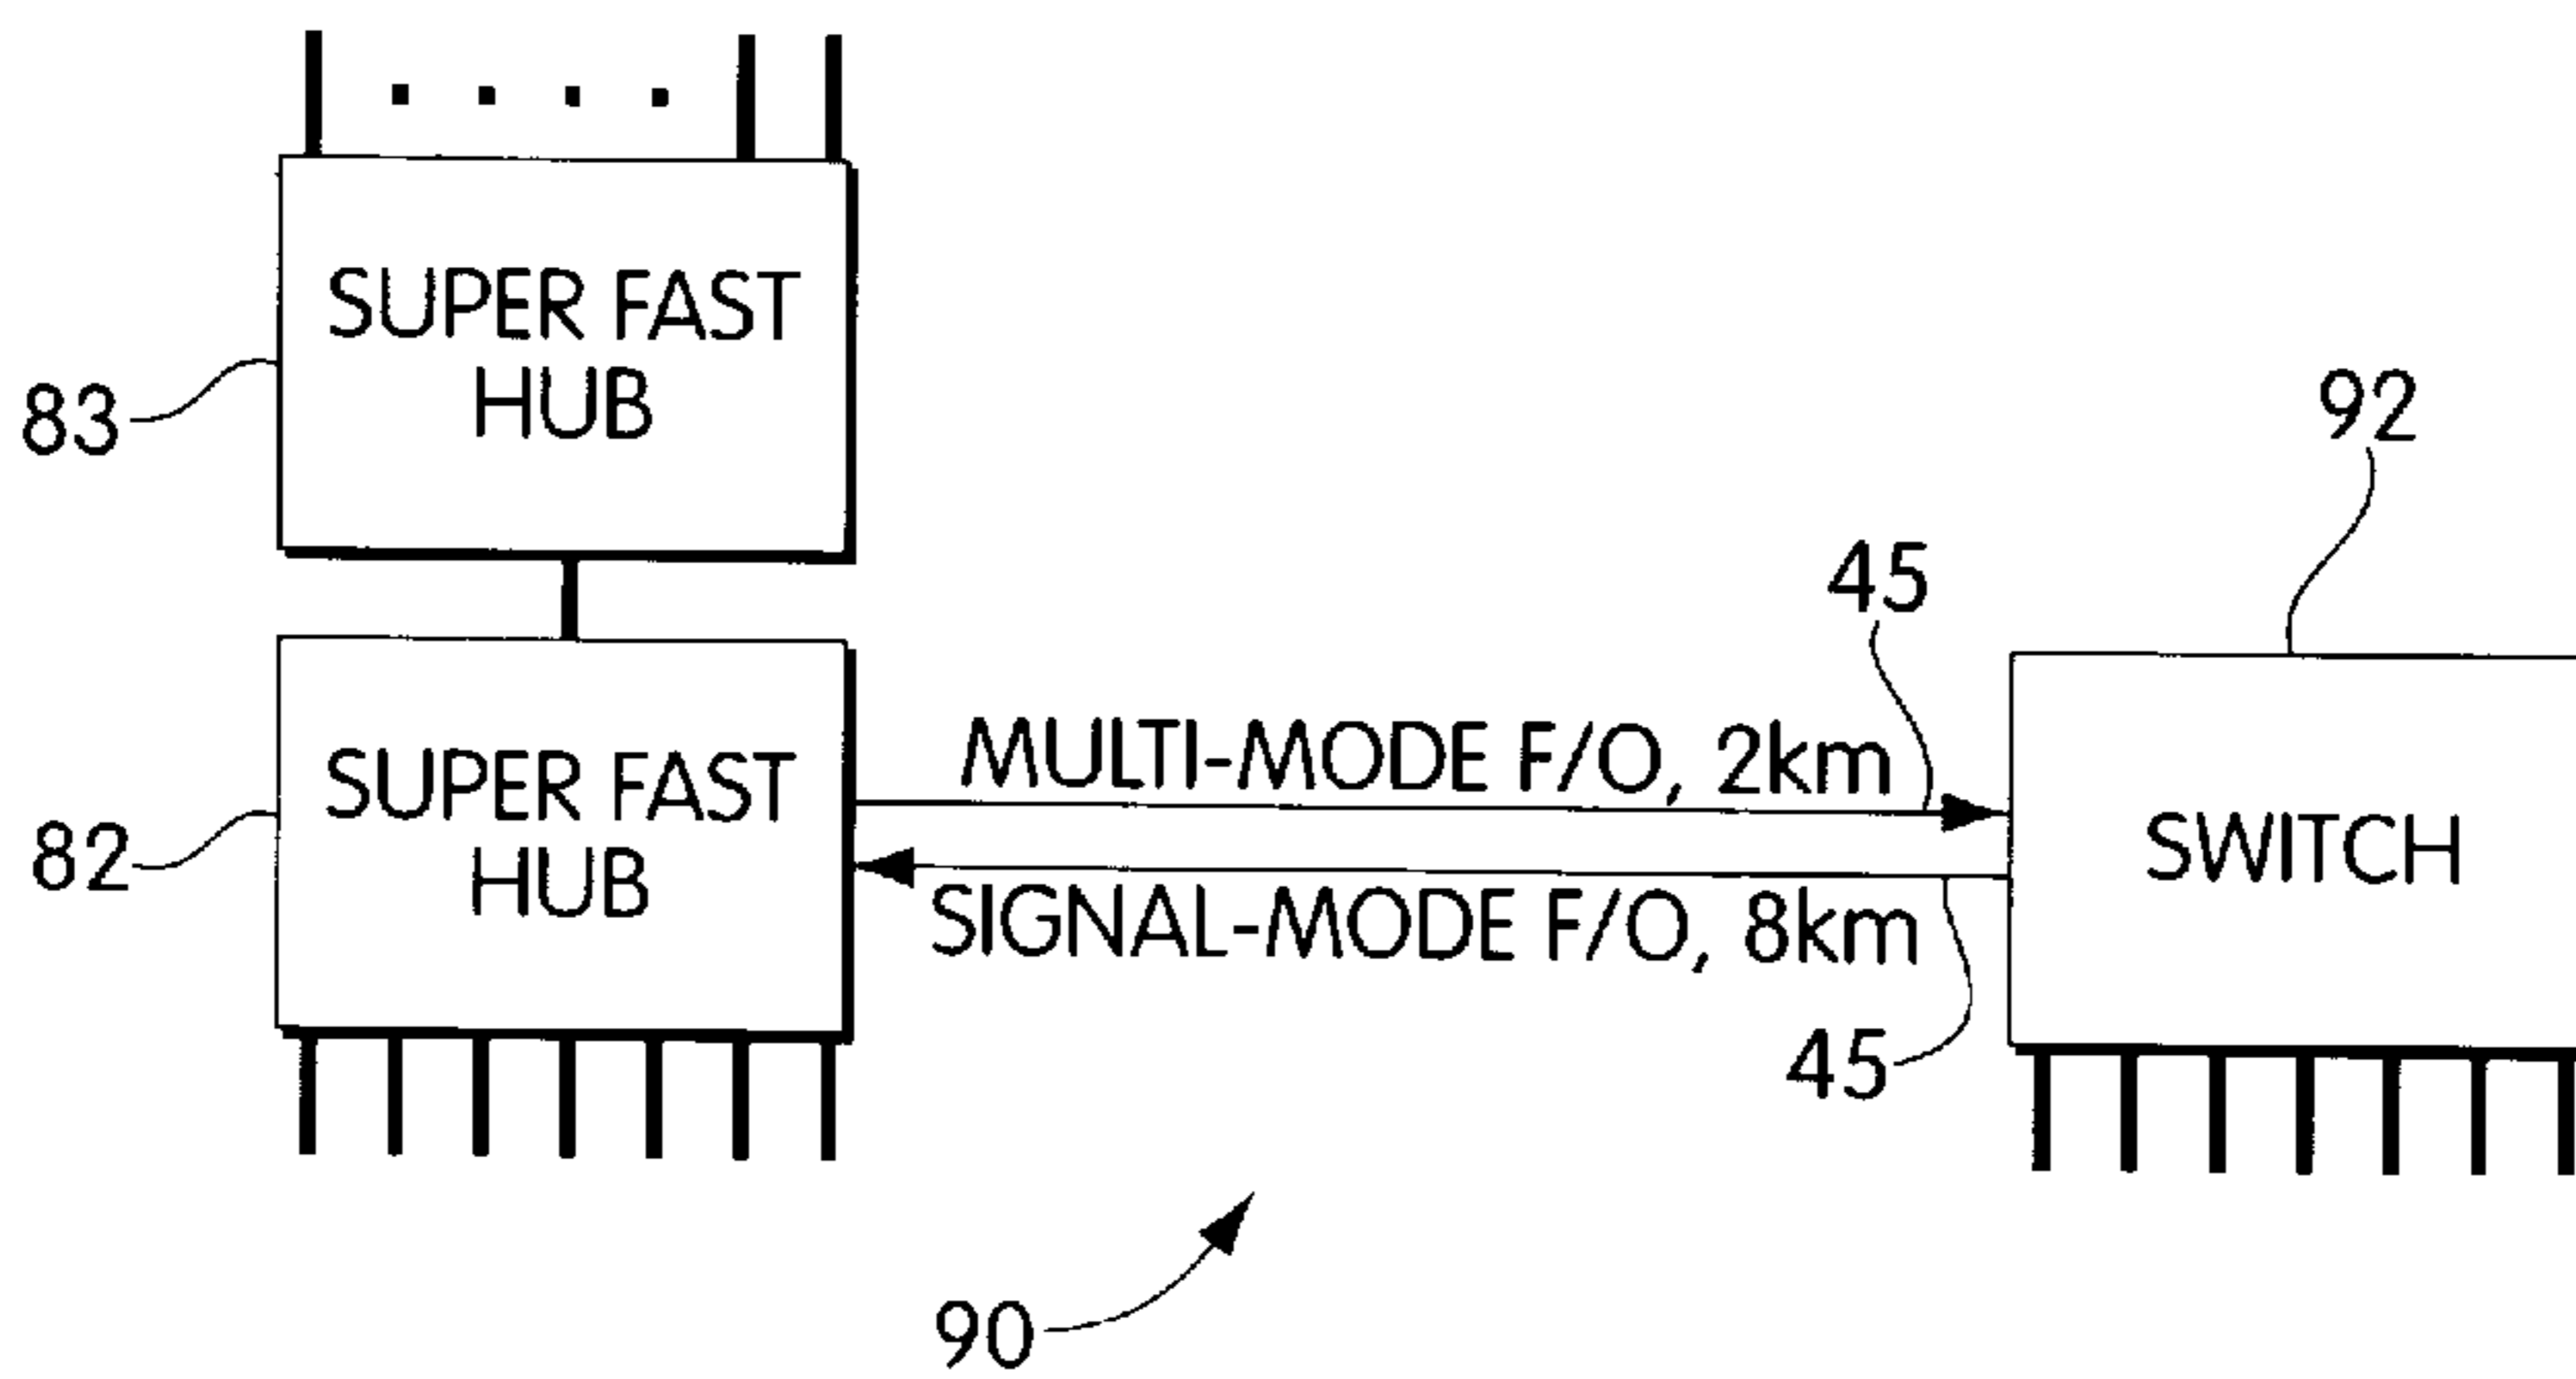 SUPER FAST
HUB
83
92
45
SUPER FAST
HUB
82
MULTI-MODE F/O, 2km
SWITCH
SIGNAL-MODE F/O, 8km
45
90